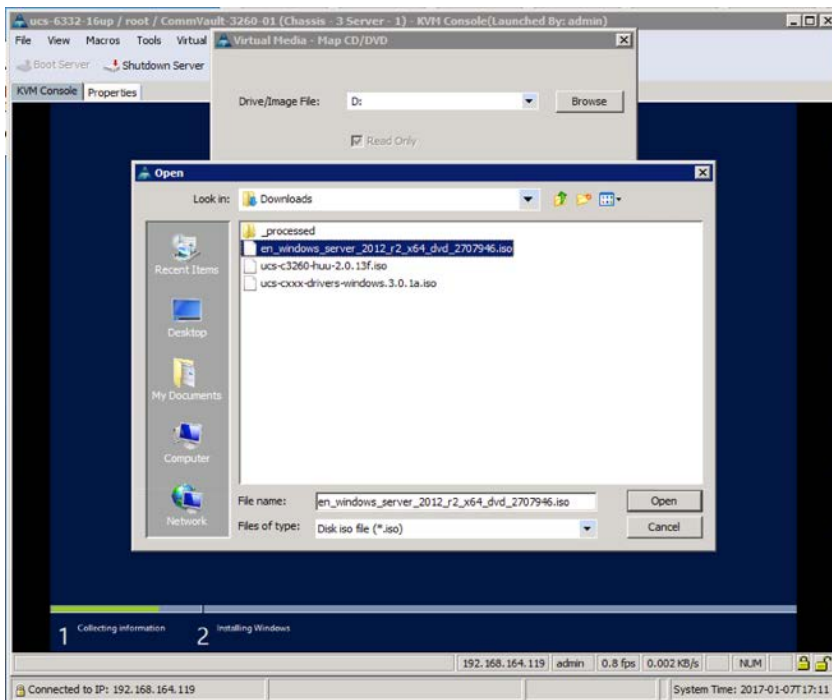 ucs-6332-16up / root / CommVault-3260-01 (Chassis - 3 Server - 1) - KVM Console(Launched By: admin)
File View Macros Tools Virtual
Virtual Media - Map CD/DVD
Boot Server Shutdown Server
KVM Console Properties
Drive/Image File: D: Browse
Read Only
Open
Look in: Downloads
_processed
en_windows_server_2012_r2_x64_dvd_2707946.iso
ucs-c3260-huu-2.0.13f.iso
ucs-cxxx-drivers-windows.3.0.1a.iso
Recent Items
Desktop
My Documents
Computer
Network
File name: en_windows_server_2012_r2_x64_dvd_2707946.iso Open
Files of type: Disk iso file (*.iso) Cancel
1 Collecting information 2 Installing Windows
192.168.164.119 admin 0.8 fps 0.002 KB/s NUM
Connected to IP: 192.168.164.119 System Time: 2017-01-07T17:11